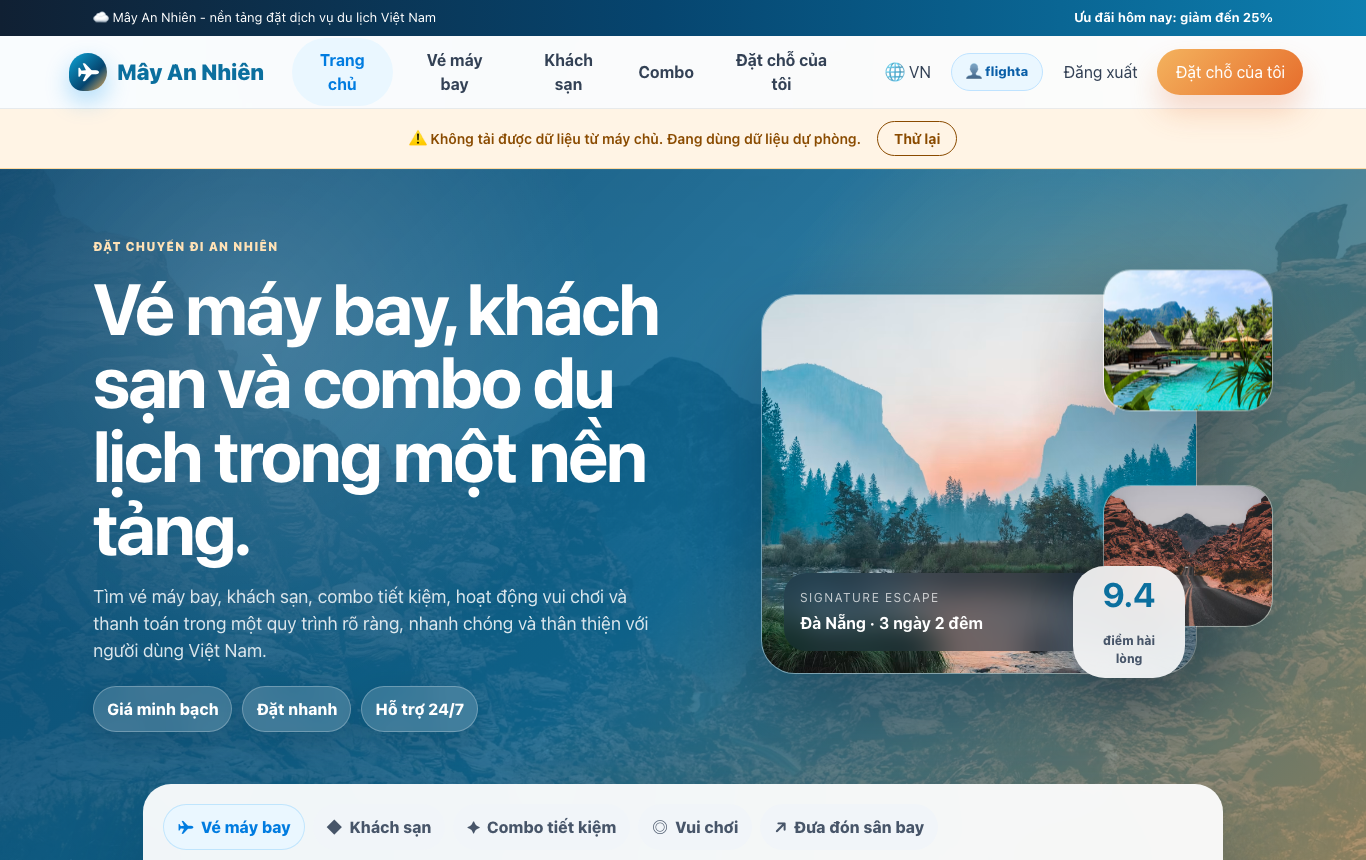 Mây An Nhiên - nền tảng đặt dịch vụ du lịch Việt Nam
Ưu đãi hôm nay: giảm đến 25%
Mây An Nhiên
Trang
chủ
Vé máy
bay
Khách
sạn
Combo
Đặt chỗ của
tôi
VN
flighta
Đăng xuất
Đặt chỗ của tôi
Không tải được dữ liệu từ máy chủ. Đang dùng dữ liệu dự phòng.
Thử lại
ĐẶT CHUYẾN ĐI AN NHIÊN
Vé máy bay, khách
sạn và combo du
lịch trong một nền
tảng.
Tìm vé máy bay, khách sạn, combo tiết kiệm, hoạt động vui chơi và
thanh toán trong một quy trình rõ ràng, nhanh chóng và thân thiện với
người dùng Việt Nam.
Giá minh bạch
Đặt nhanh
Hỗ trợ 24/7
SIGNATURE ESCAPE
Đà Nẵng · 3 ngày 2 đêm
9.4
điểm hài
lòng
Vé máy bay
Khách sạn
Combo tiết kiệm
Vui chơi
Đưa đón sân bay